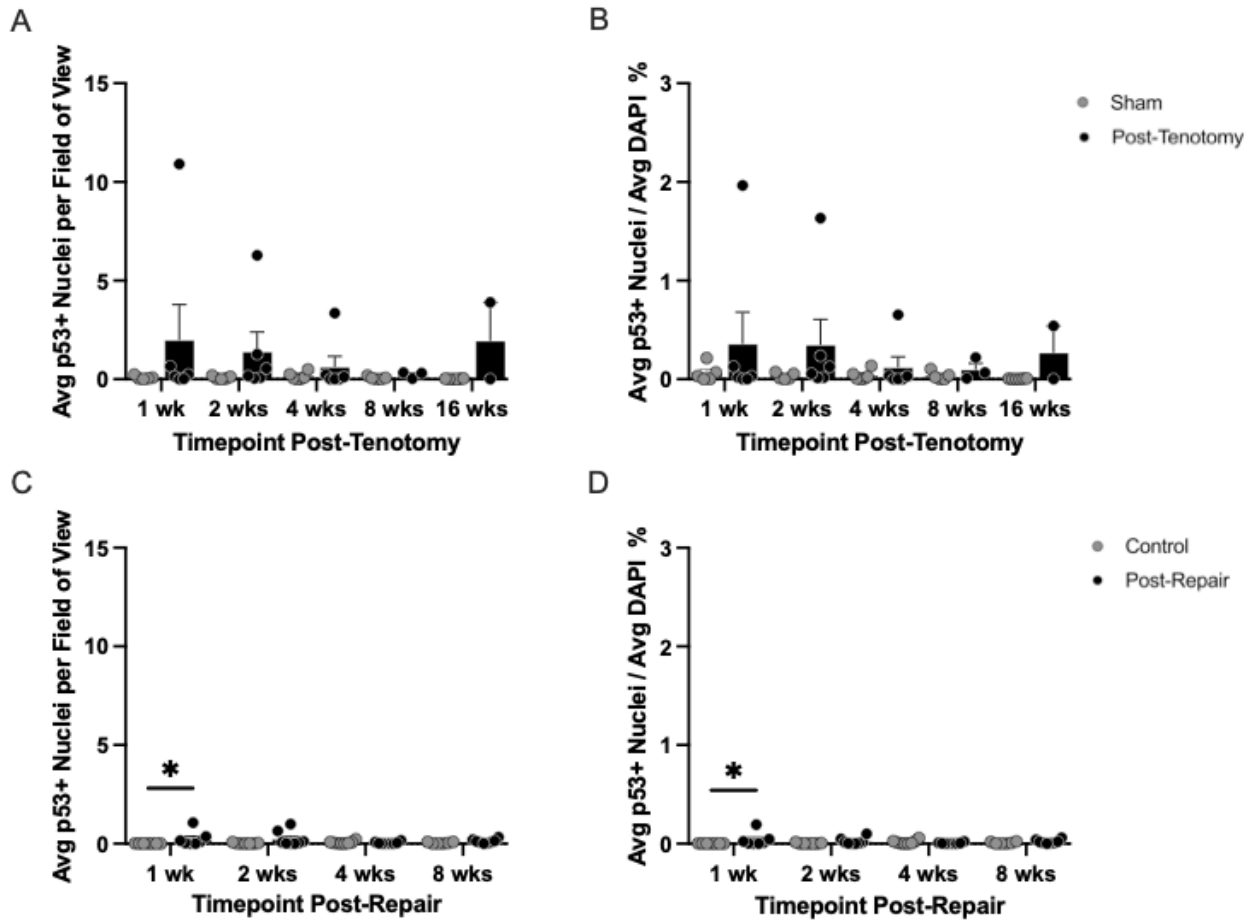 A
B
Avg p53+ Nuclei per Field of View
15
10
5
0
1 wk 2 wks 4 wks 8 wks 16 wks
Timepoint Post-Tenotomy
Avg p53+ Nuclei / Avg DAPI %
3
2
1
0
1 wk 2 wks 4 wks 8 wks 16 wks
Timepoint Post-Tenotomy
Sham
Post-Tenotomy
C
D
Avg p53+ Nuclei per Field of View
15
10
5
0
*
1 wk 2 wks 4 wks 8 wks
Timepoint Post-Repair
Avg p53+ Nuclei / Avg DAPI %
3
2
1
0
*
1 wk 2 wks 4 wks 8 wks
Timepoint Post-Repair
Control
Post-Repair